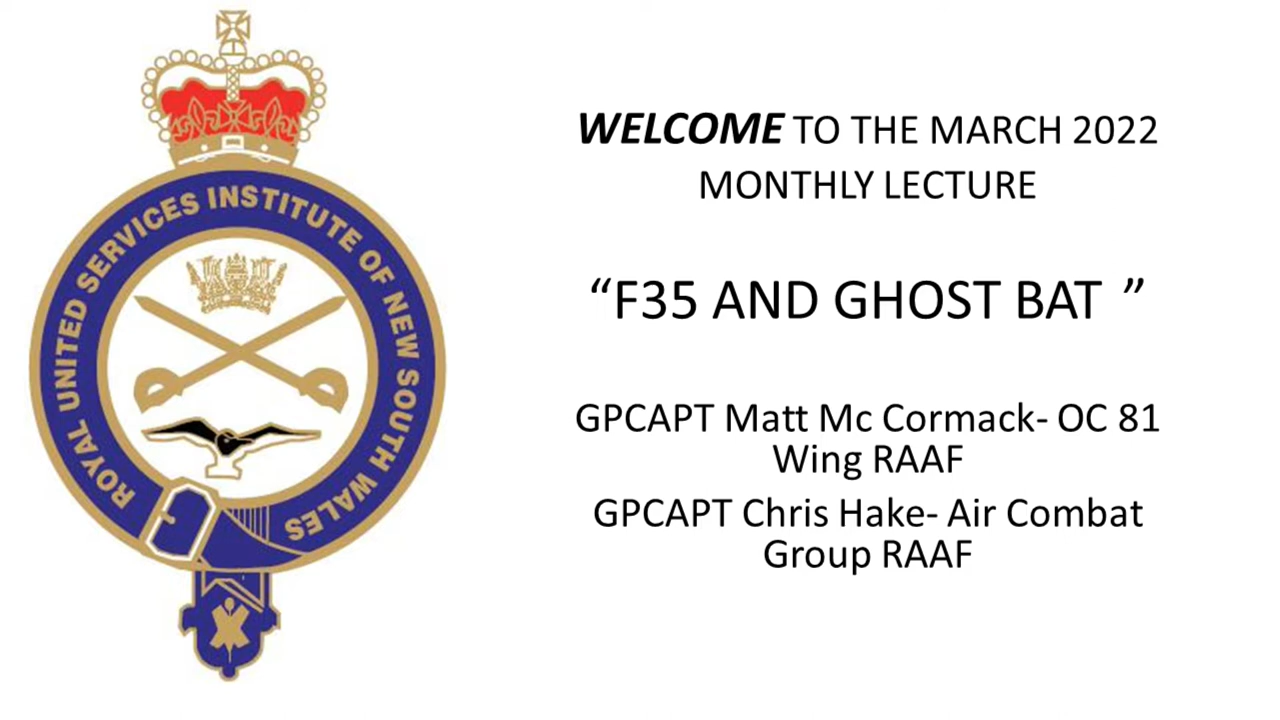 ROYAL UNITED SERVICES INSTITUTE OF NEW SOUTH WALES
WELCOME TO THE MARCH 2022
MONTHLY LECTURE
“F35 AND GHOST BAT ”
GPCAPT Matt Mc Cormack- OC 81
Wing RAAF
GPCAPT Chris Hake- Air Combat
Group RAAF